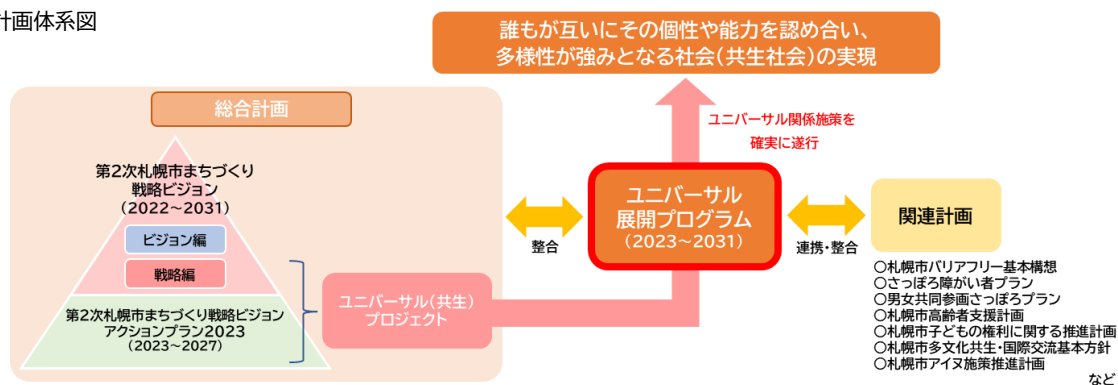 計画体系図
誰もが互いにその個性や能力を認め合い、
多様性が強みとなる社会(共生社会)の実現
総合計画
ユニバーサル関係施策を
確実に遂行
第2次札幌市まちづくり
戦略ビジョン
(2022～2031)
ビジョン編
戦略編
第2次札幌市まちづくり戦略ビジョン
アクションプラン2023
(2023～2027)
ユニバーサル(共生)
プロジェクト
整合
ユニバーサル
展開プログラム
(2023～2031)
連携・整合
関連計画
○札幌市バリアフリー基本構想
○さっぽろ障がい者プラン
○男女共同参画さっぽろプラン
○札幌市高齢者支援計画
○札幌市子どもの権利に関する推進計画
○札幌市多文化共生・国際交流基本方針
○札幌市アイヌ施策推進計画
など